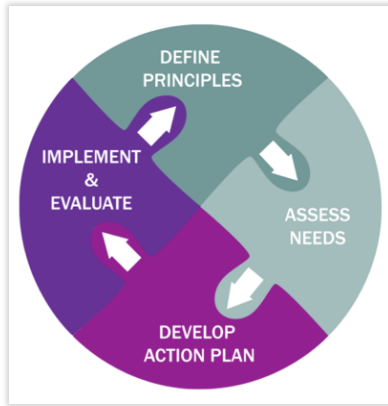 DEFINE
PRINCIPLES
ASSESS
NEEDS
DEVELOP
ACTION PLAN
IMPLEMENT
&
EVALUATE